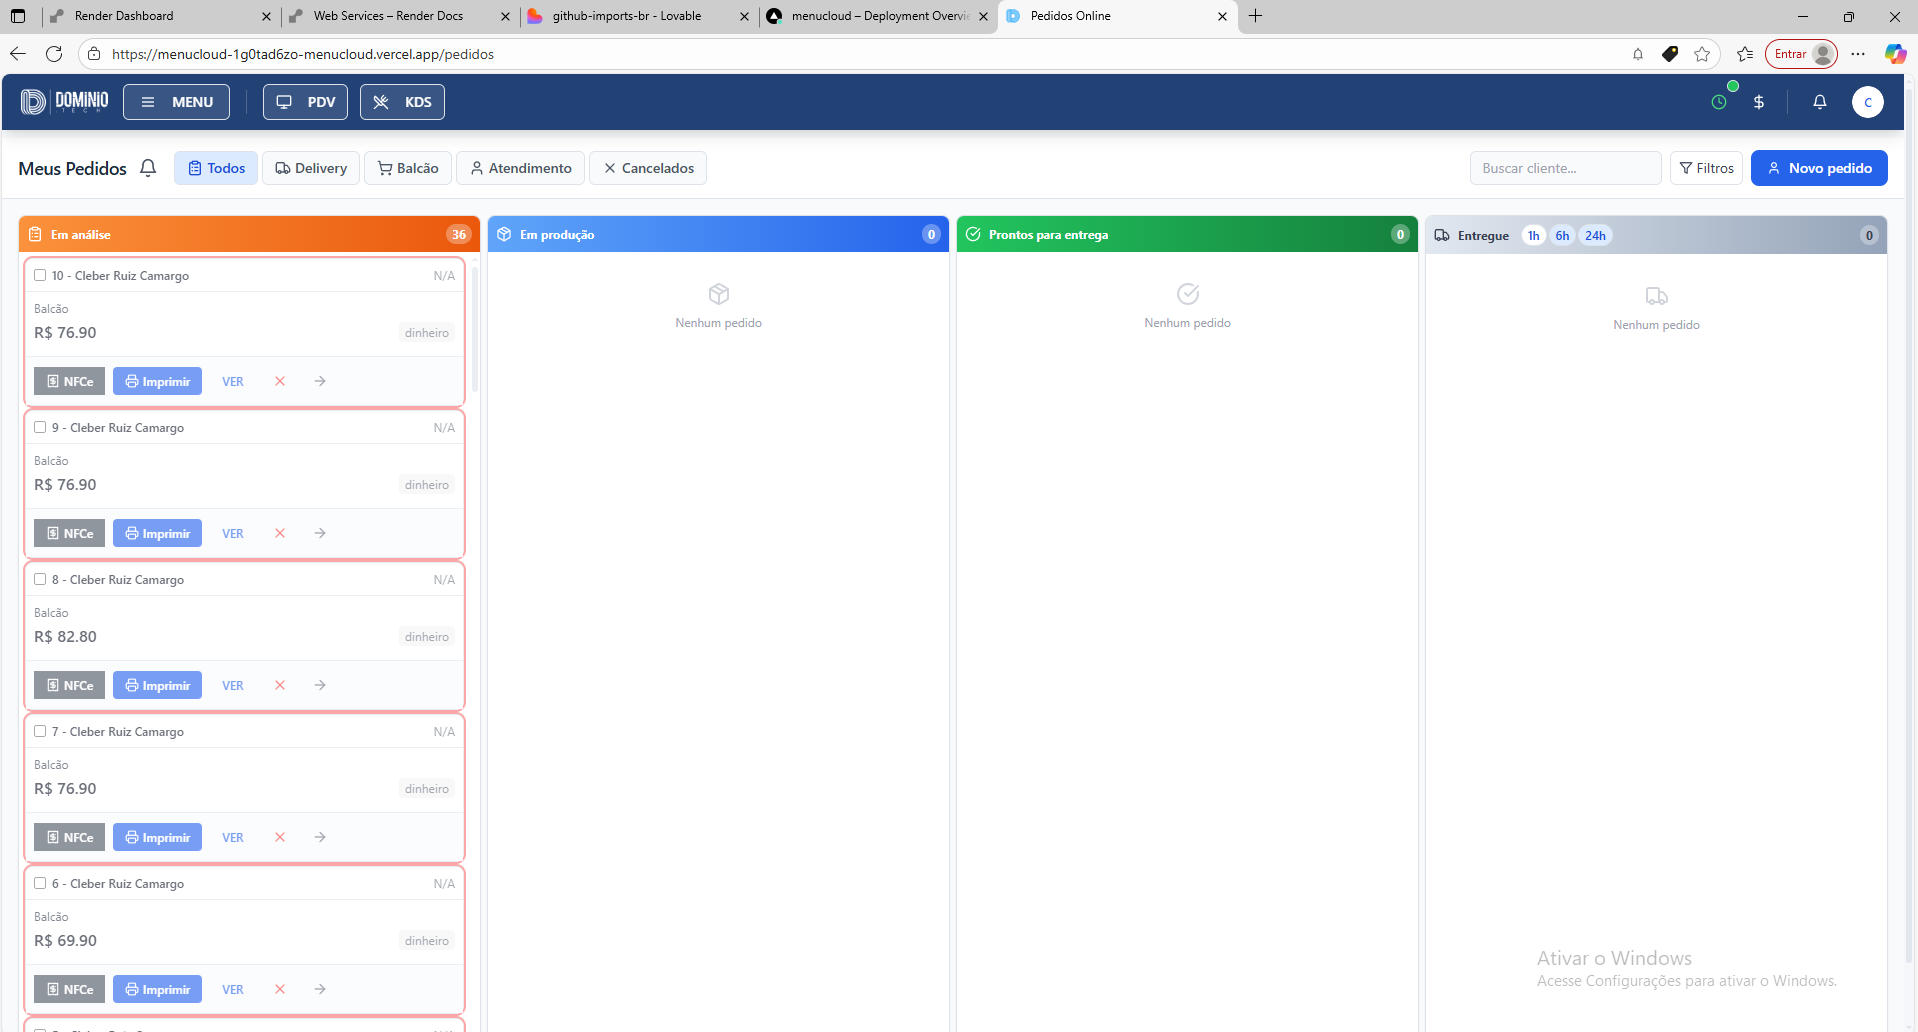 Render Dashboard
Web Services – Render Docs
github-imports-br - Lovable
menucloud – Deployment Overvie
Pedidos Online
https://menucloud-1g0tad6zo-menucloud.vercel.app/pedidos
Entrar
DOMINIO
TECH
MENU
PDV
KDS
C
Meus Pedidos
Todos
Delivery
Balcão
Atendimento
Cancelados
Buscar cliente...
Filtros
Novo pedido
Em análise
36
10 - Cleber Ruiz Camargo
N/A
Balcão
R$ 76.90
dinheiro
NFCe
Imprimir
VER
9 - Cleber Ruiz Camargo
N/A
Balcão
R$ 76.90
dinheiro
NFCe
Imprimir
VER
8 - Cleber Ruiz Camargo
N/A
Balcão
R$ 82.80
dinheiro
NFCe
Imprimir
VER
7 - Cleber Ruiz Camargo
N/A
Balcão
R$ 76.90
dinheiro
NFCe
Imprimir
VER
6 - Cleber Ruiz Camargo
N/A
Balcão
R$ 69.90
dinheiro
NFCe
Imprimir
VER
Em produção
0
Nenhum pedido
Prontos para entrega
0
Nenhum pedido
Entregue
1h
6h
24h
0
Nenhum pedido
Ativar o Windows
Acesse Configurações para ativar o Windows.